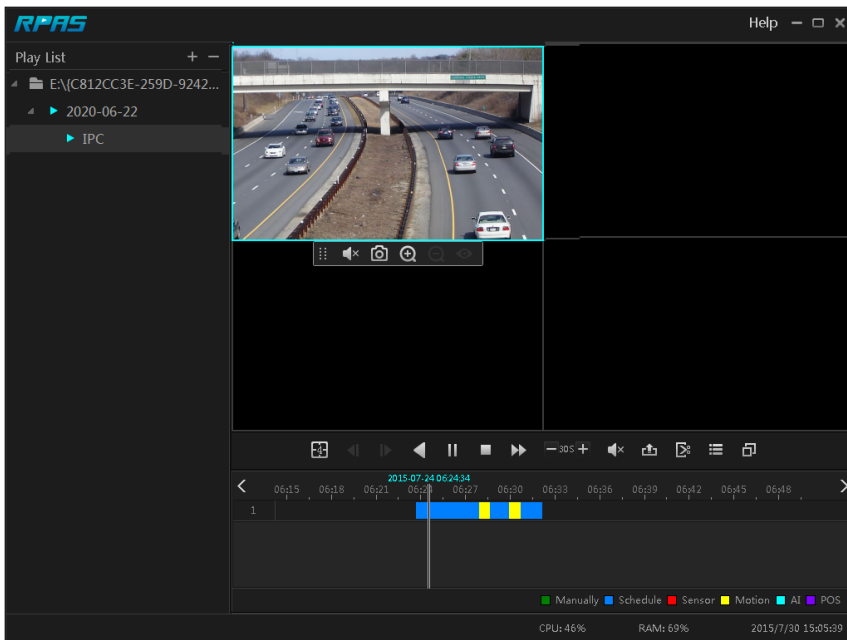 RPAS
Help
Play List
E:\{C812CC3E-259D-9242...
2020-06-22
IPC
4
30S
2015-07-24 06:24:34
06:15 06:18 06:21 06:24 06:27 06:30 06:33 06:36 06:39 06:42 06:45 06:48
1
Manually Schedule Sensor Motion AI POS
CPU: 46% RAM: 69% 2015/7/30 15:05:39